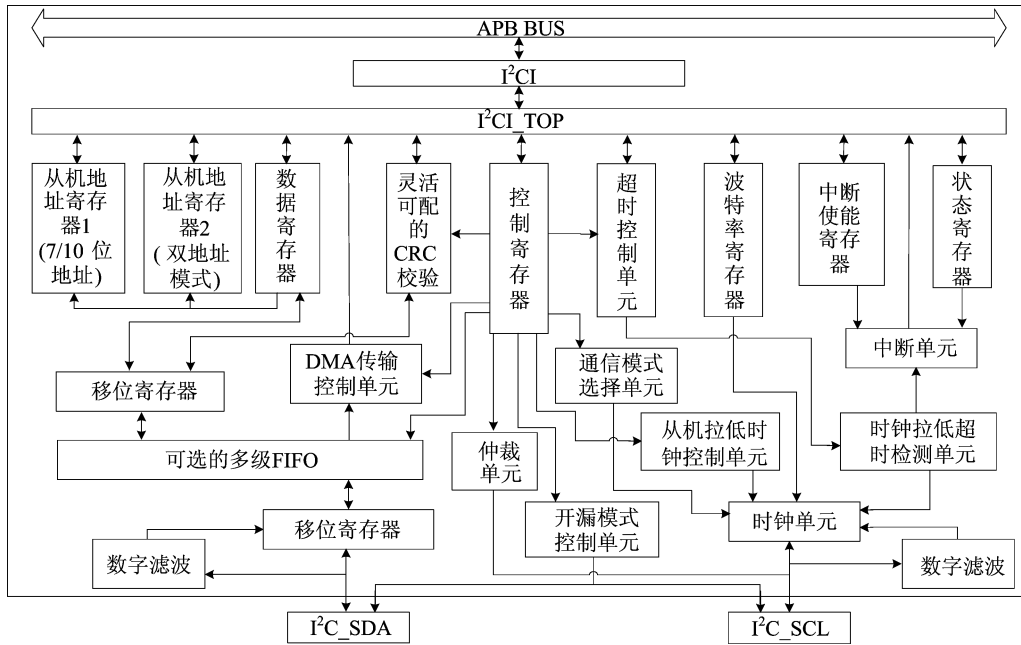 APB BUS
I²CI
I²CI_TOP
从机地
址寄存
器1
(7/10 位
地址)
从机地
址寄存
器2
( 双地址
模式)
数
据
寄
存
器
灵活
可配
的
CRC
校验
控
制
寄
存
器
超
时
控
制
单
元
波
特
率
寄
存
器
中断
使能
寄存
器
状
态
寄
存
器
移位寄存器
DMA传输
控制单元
通信模式
选择单元
中断单元
可选的多级FIFO
仲裁
单元
从机拉低时
钟控制单元
时钟拉低超
时检测单元
移位寄存器
开漏模式
控制单元
时钟单元
数字滤波
数字滤波
I²C_SDA
I²C_SCL